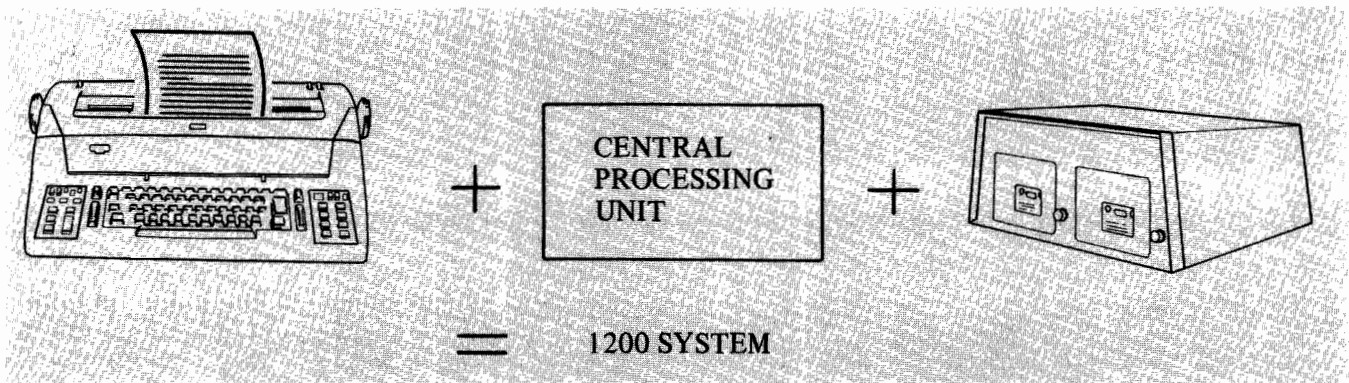 +
CENTRAL
PROCESSING
UNIT
+
= 1200 SYSTEM